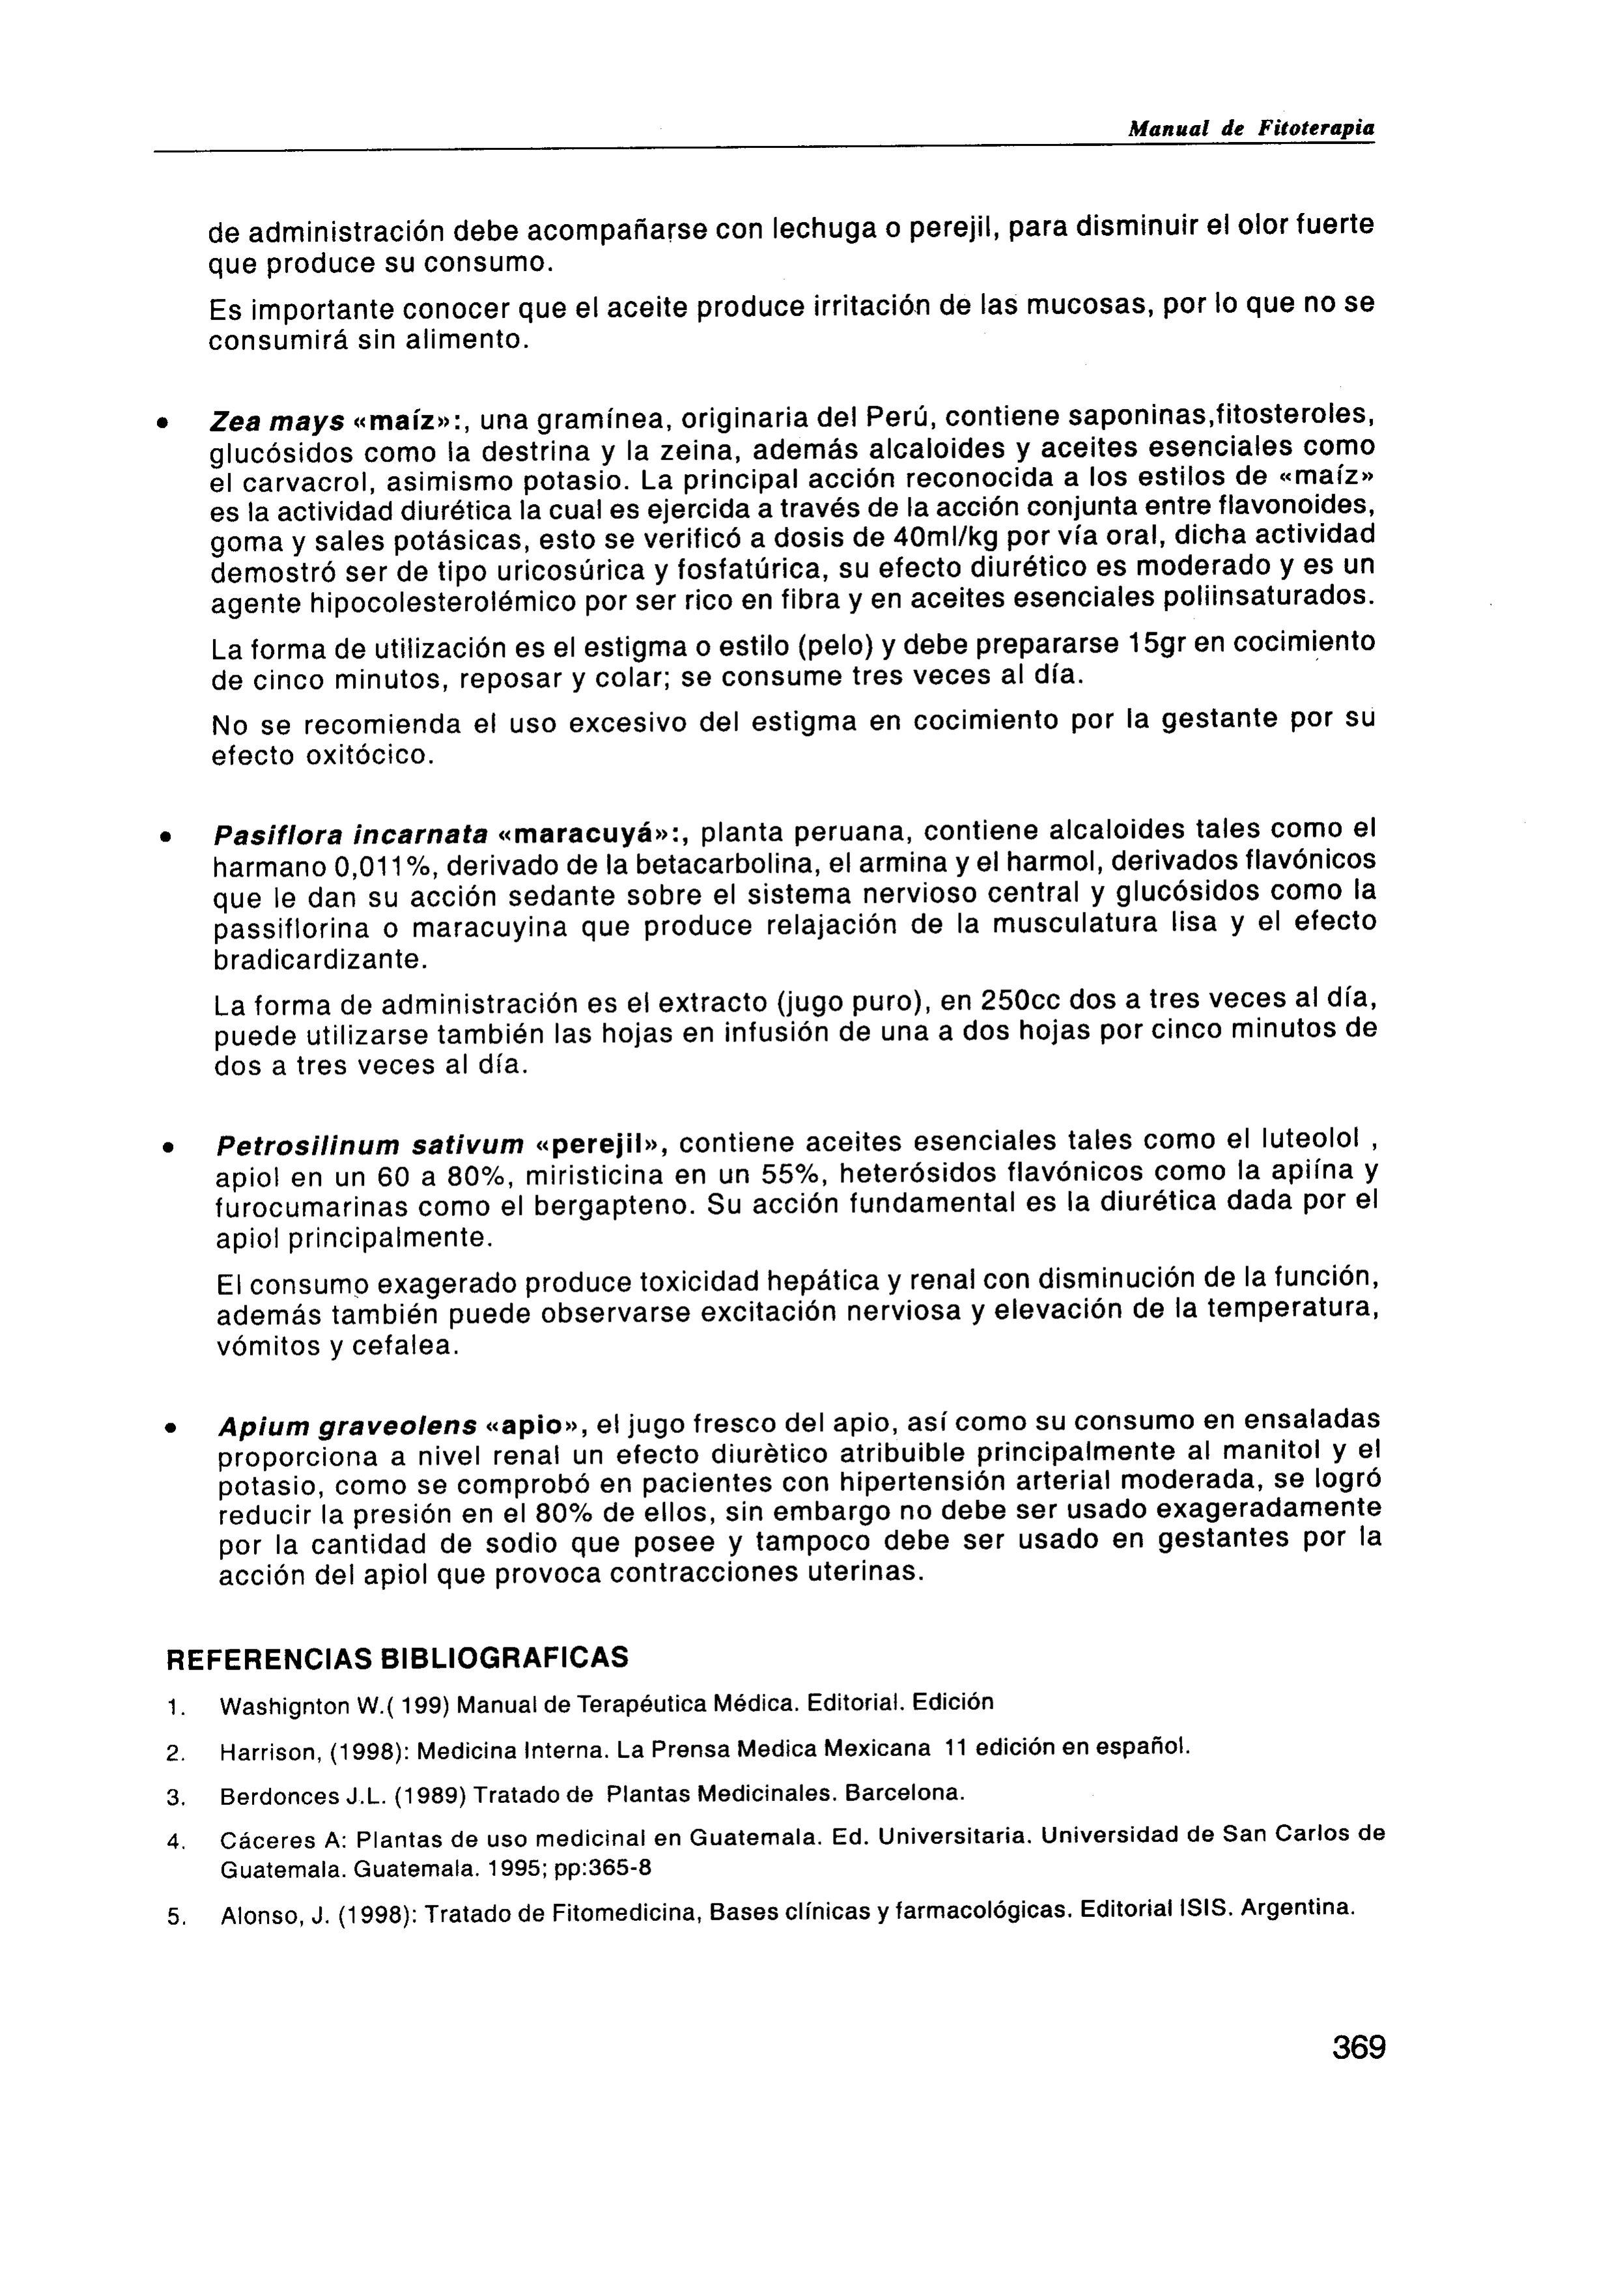 Manual de Fitoterapia
de administración debe acompañarse con lechuga o perejil, para disminuir el olor fuerte
que produce su consumo.
Es importante conocer que el aceite produce irritación de las mucosas, por lo que no se
consumirá sin alimento.
• Zea mays «maíz»:, una gramínea, originaria del Perú, contiene saponinas,fitosteroles,
glucósidos como la destrina y la zeina, además alcaloides y aceites esenciales como
el carvacrol, asimismo potasio. La principal acción reconocida a los estilos de «maíz»
es la actividad diurética la cual es ejercida a través de la acción conjunta entre flavonoides,
goma y sales potásicas, esto se verificó a dosis de 40ml/kg por vía oral, dicha actividad
demostró ser de tipo uricosúrica y fosfatúrica, su efecto diurético es moderado y es un
agente hipocolesterolémico por ser rico en fibra y en aceites esenciales poliinsaturados.
La forma de utilización es el estigma o estilo (pelo) y debe prepararse 15gr en cocimiento
de cinco minutos, reposar y colar; se consume tres veces al día.
No se recomienda el uso excesivo del estigma en cocimiento por la gestante por su
efecto oxitócico.
• Pasiflora incarnata «maracuyá»:, planta peruana, contiene alcaloides tales como el
harmano 0,011%, derivado de la betacarbolina, el armina y el harmol, derivados flavónicos
que le dan su acción sedante sobre el sistema nervioso central y glucósidos como la
passiflorina o maracuyina que produce relajación de la musculatura lisa y el efecto
bradicardizante.
La forma de administración es el extracto (jugo puro), en 250cc dos a tres veces al día,
puede utilizarse también las hojas en infusión de una a dos hojas por cinco minutos de
dos a tres veces al día.
• Petrosilinum sativum «perejil», contiene aceites esenciales tales como el luteolol ,
apiol en un 60 a 80%, miristicina en un 55%, heterósidos flavónicos como la apiína y
furocumarinas como el bergapteno. Su acción fundamental es la diurética dada por el
apiol principalmente.
El consumo exagerado produce toxicidad hepática y renal con disminución de la función,
además también puede observarse excitación nerviosa y elevación de la temperatura,
vómitos y cefalea.
• Apium graveolens «apio», el jugo fresco del apio, así como su consumo en ensaladas
proporciona a nivel renal un efecto diurètico atribuible principalmente al manitol y el
potasio, como se comprobó en pacientes con hipertensión arterial moderada, se logró
reducir la presión en el 80% de ellos, sin embargo no debe ser usado exageradamente
por la cantidad de sodio que posee y tampoco debe ser usado en gestantes por la
acción del apiol que provoca contracciones uterinas.
REFERENCIAS BIBLIOGRAFICAS
1. Washignton W.( 199) Manual de Terapéutica Médica. Editorial. Edición
2. Harrison, (1998): Medicina Interna. La Prensa Medica Mexicana 11 edición en español.
3. Berdonces J.L. (1989) Tratado de Plantas Medicinales. Barcelona.
4. Cáceres A: Plantas de uso medicinal en Guatemala. Ed. Universitaria. Universidad de San Carlos de
Guatemala. Guatemala. 1995; pp:365-8
5. Alonso, J. (1998): Tratado de Fitomedicina, Bases clínicas y farmacológicas. Editorial ISIS. Argentina.
369